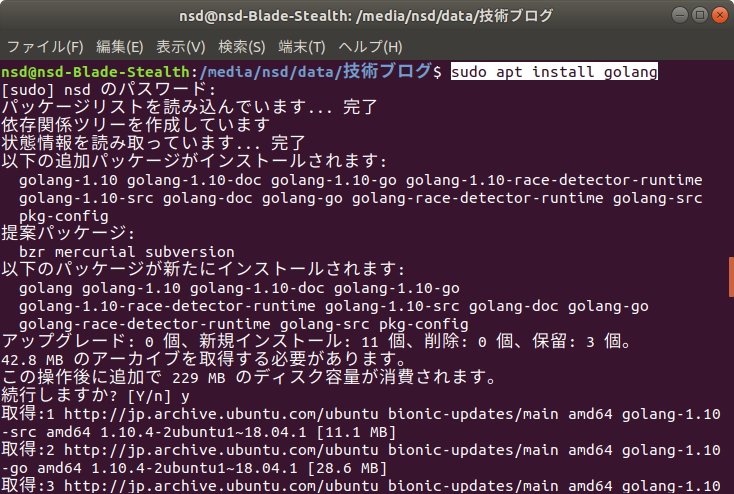 nsd@nsd-Blade-Stealth: /media/nsd/data/技術ブログ
ファイル(F) 編集(E) 表示(V) 検索(S) 端末(T) ヘルプ(H)
nsd@nsd-Blade-Stealth:/media/nsd/data/技術ブログ$ sudo apt install golang
[sudo] nsd のパスワード:
パッケージリストを読み込んでいます... 完了
依存関係ツリーを作成しています
状態情報を読み取っています... 完了
以下の追加パッケージがインストールされます:
golang-1.10 golang-1.10-doc golang-1.10-go golang-1.10-race-detector-runtime
golang-1.10-src golang-doc golang-go golang-race-detector-runtime golang-src
pkg-config
提案パッケージ:
bzr mercurial subversion
以下のパッケージが新たにインストールされます:
golang golang-1.10 golang-1.10-doc golang-1.10-go
golang-1.10-race-detector-runtime golang-1.10-src golang-doc golang-go
golang-race-detector-runtime golang-src pkg-config
アップグレード: 0 個、新規インストール: 11 個、削除: 0 個、保留: 3 個。
42.8 MB のアーカイブを取得する必要があります。
この操作後に追加で 229 MB のディスク容量が消費されます。
続行しますか? [Y/n] y
取得:1 http://jp.archive.ubuntu.com/ubuntu bionic-updates/main amd64 golang-1.10
-src amd64 1.10.4-2ubuntu1~18.04.1 [11.1 MB]
取得:2 http://jp.archive.ubuntu.com/ubuntu bionic-updates/main amd64 golang-1.10
-go amd64 1.10.4-2ubuntu1~18.04.1 [28.6 MB]
取得:3 http://jp.archive.ubuntu.com/ubuntu bionic-updates/main amd64 golang-1.10